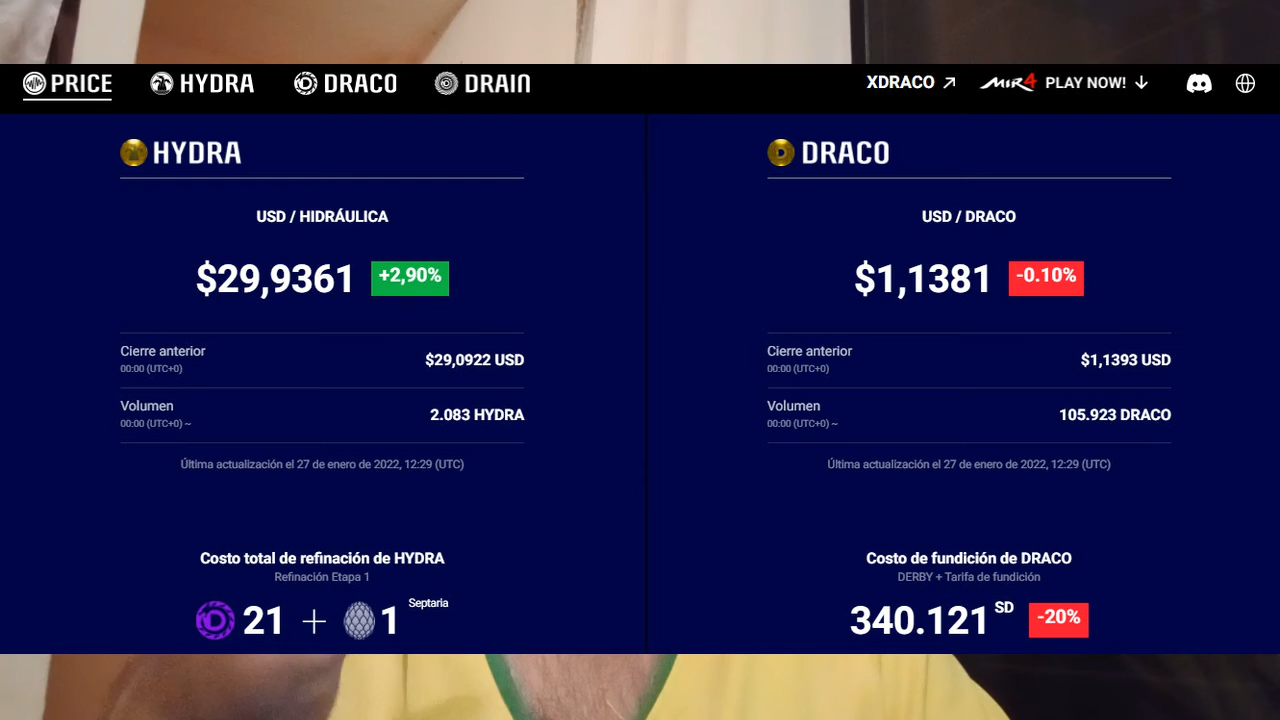 PRICE HYDRA DRACO DRAIN XDRACO MIR4 PLAY NOW!
HYDRA
USD / HIDRÁULICA
$29,9361 +2,90%
Cierre anterior
00:00 (UTC+0)
$29,0922 USD
Volumen
00:00 (UTC+0) ~
2.083 HYDRA
Última actualización el 27 de enero de 2022, 12:29 (UTC)
Costo total de refinación de HYDRA
Refinación Etapa 1
21 + 1 Septaria
DRACO
USD / DRACO
$1,1381 -0.10%
Cierre anterior
00:00 (UTC+0)
$1,1393 USD
Volumen
00:00 (UTC+0) ~
105.923 DRACO
Última actualización el 27 de enero de 2022, 12:29 (UTC)
Costo de fundición de DRACO
DERBY + Tarifa de fundición
340.121 SD -20%